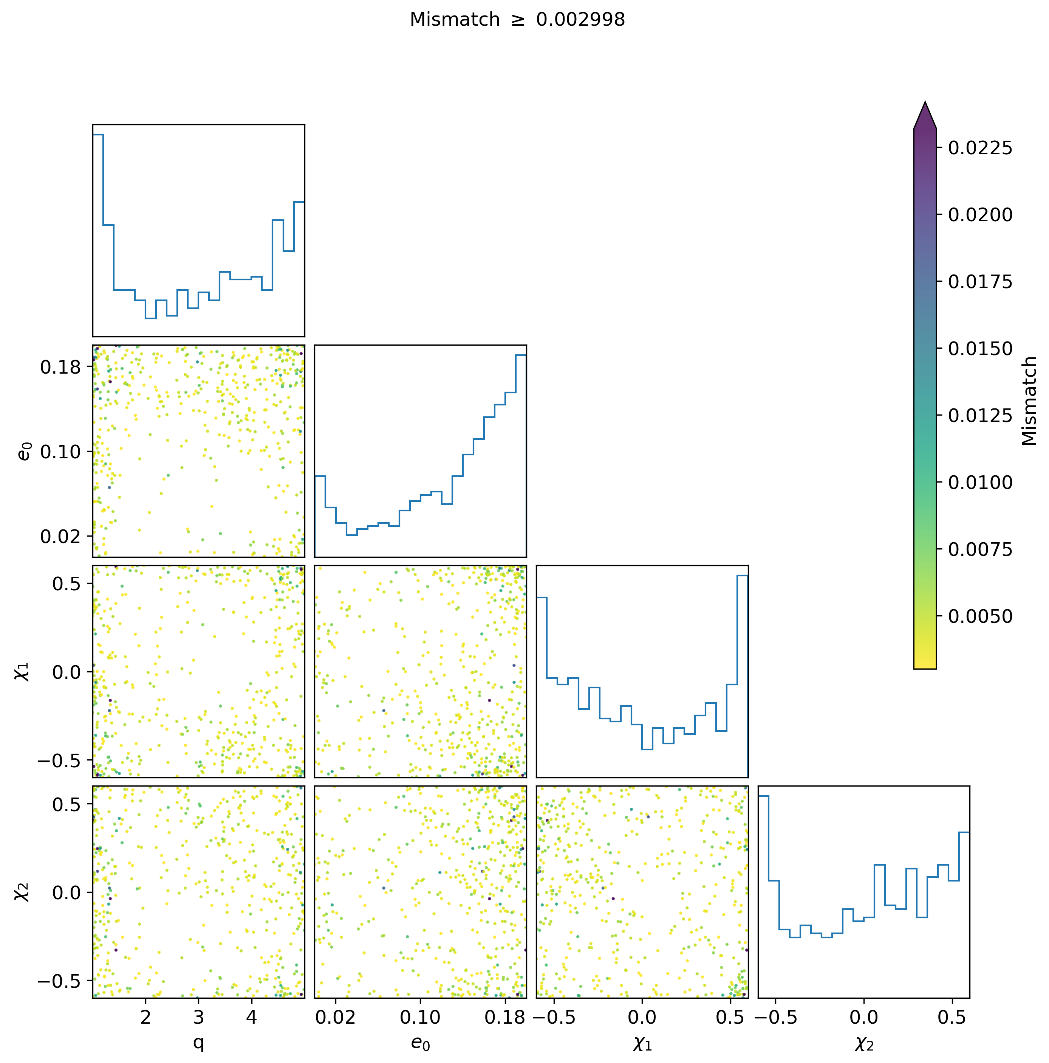 Mismatch ≥ 0.002998
0.0225
0.0200
0.0175
0.0150
0.0125
0.0100
0.0075
0.0050
Mismatch
0.18
0.10
0.02
e₀
0.5
0.0
−0.5
χ₁
0.5
0.0
−0.5
χ₂
2 3 4
q
0.02 0.10 0.18
e₀
−0.5 0.0 0.5
χ₁
−0.5 0.0 0.5
χ₂